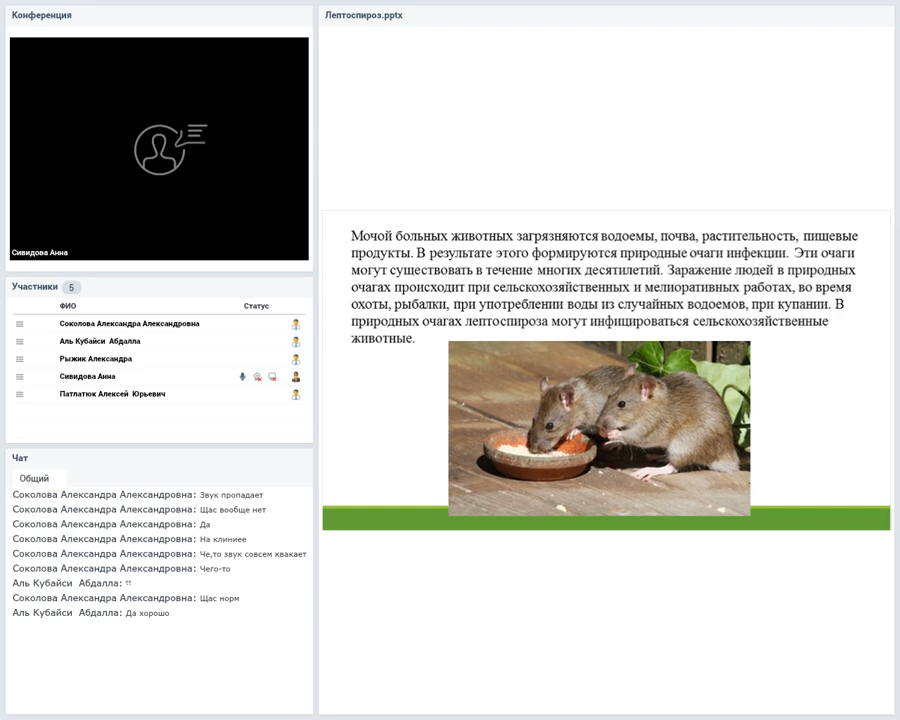 Конференция
Сивидова Анна
Участники 5
ФИО Статус
Соколова Александра Александровна
Аль Кубайси Абдалла
Рыжик Александра
Сивидова Анна
Патлатюк Алексей Юрьевич
Чат
Общий
Соколова Александра Александровна: Звук пропадает
Соколова Александра Александровна: Щас вообще нет
Соколова Александра Александровна: Да
Соколова Александра Александровна: На клиниее
Соколова Александра Александровна: Че,то звук совсем квакает
Соколова Александра Александровна: Чего-то
Аль Кубайси Абдалла:
Соколова Александра Александровна: Щас норм
Аль Кубайси Абдалла: Да хорошо
Лептоспироз.pptx
Мочой больных животных загрязняются водоемы, почва, растительность, пищевые
продукты. В результате этого формируются природные очаги инфекции. Эти очаги
могут существовать в течение многих десятилетий. Заражение людей в природных
очагах происходит при сельскохозяйственных и мелиоративных работах, во время
охоты, рыбалки, при употреблении воды из случайных водоемов, при купании. В
природных очагах лептоспироза могут инфицироваться сельскохозяйственные
животные.